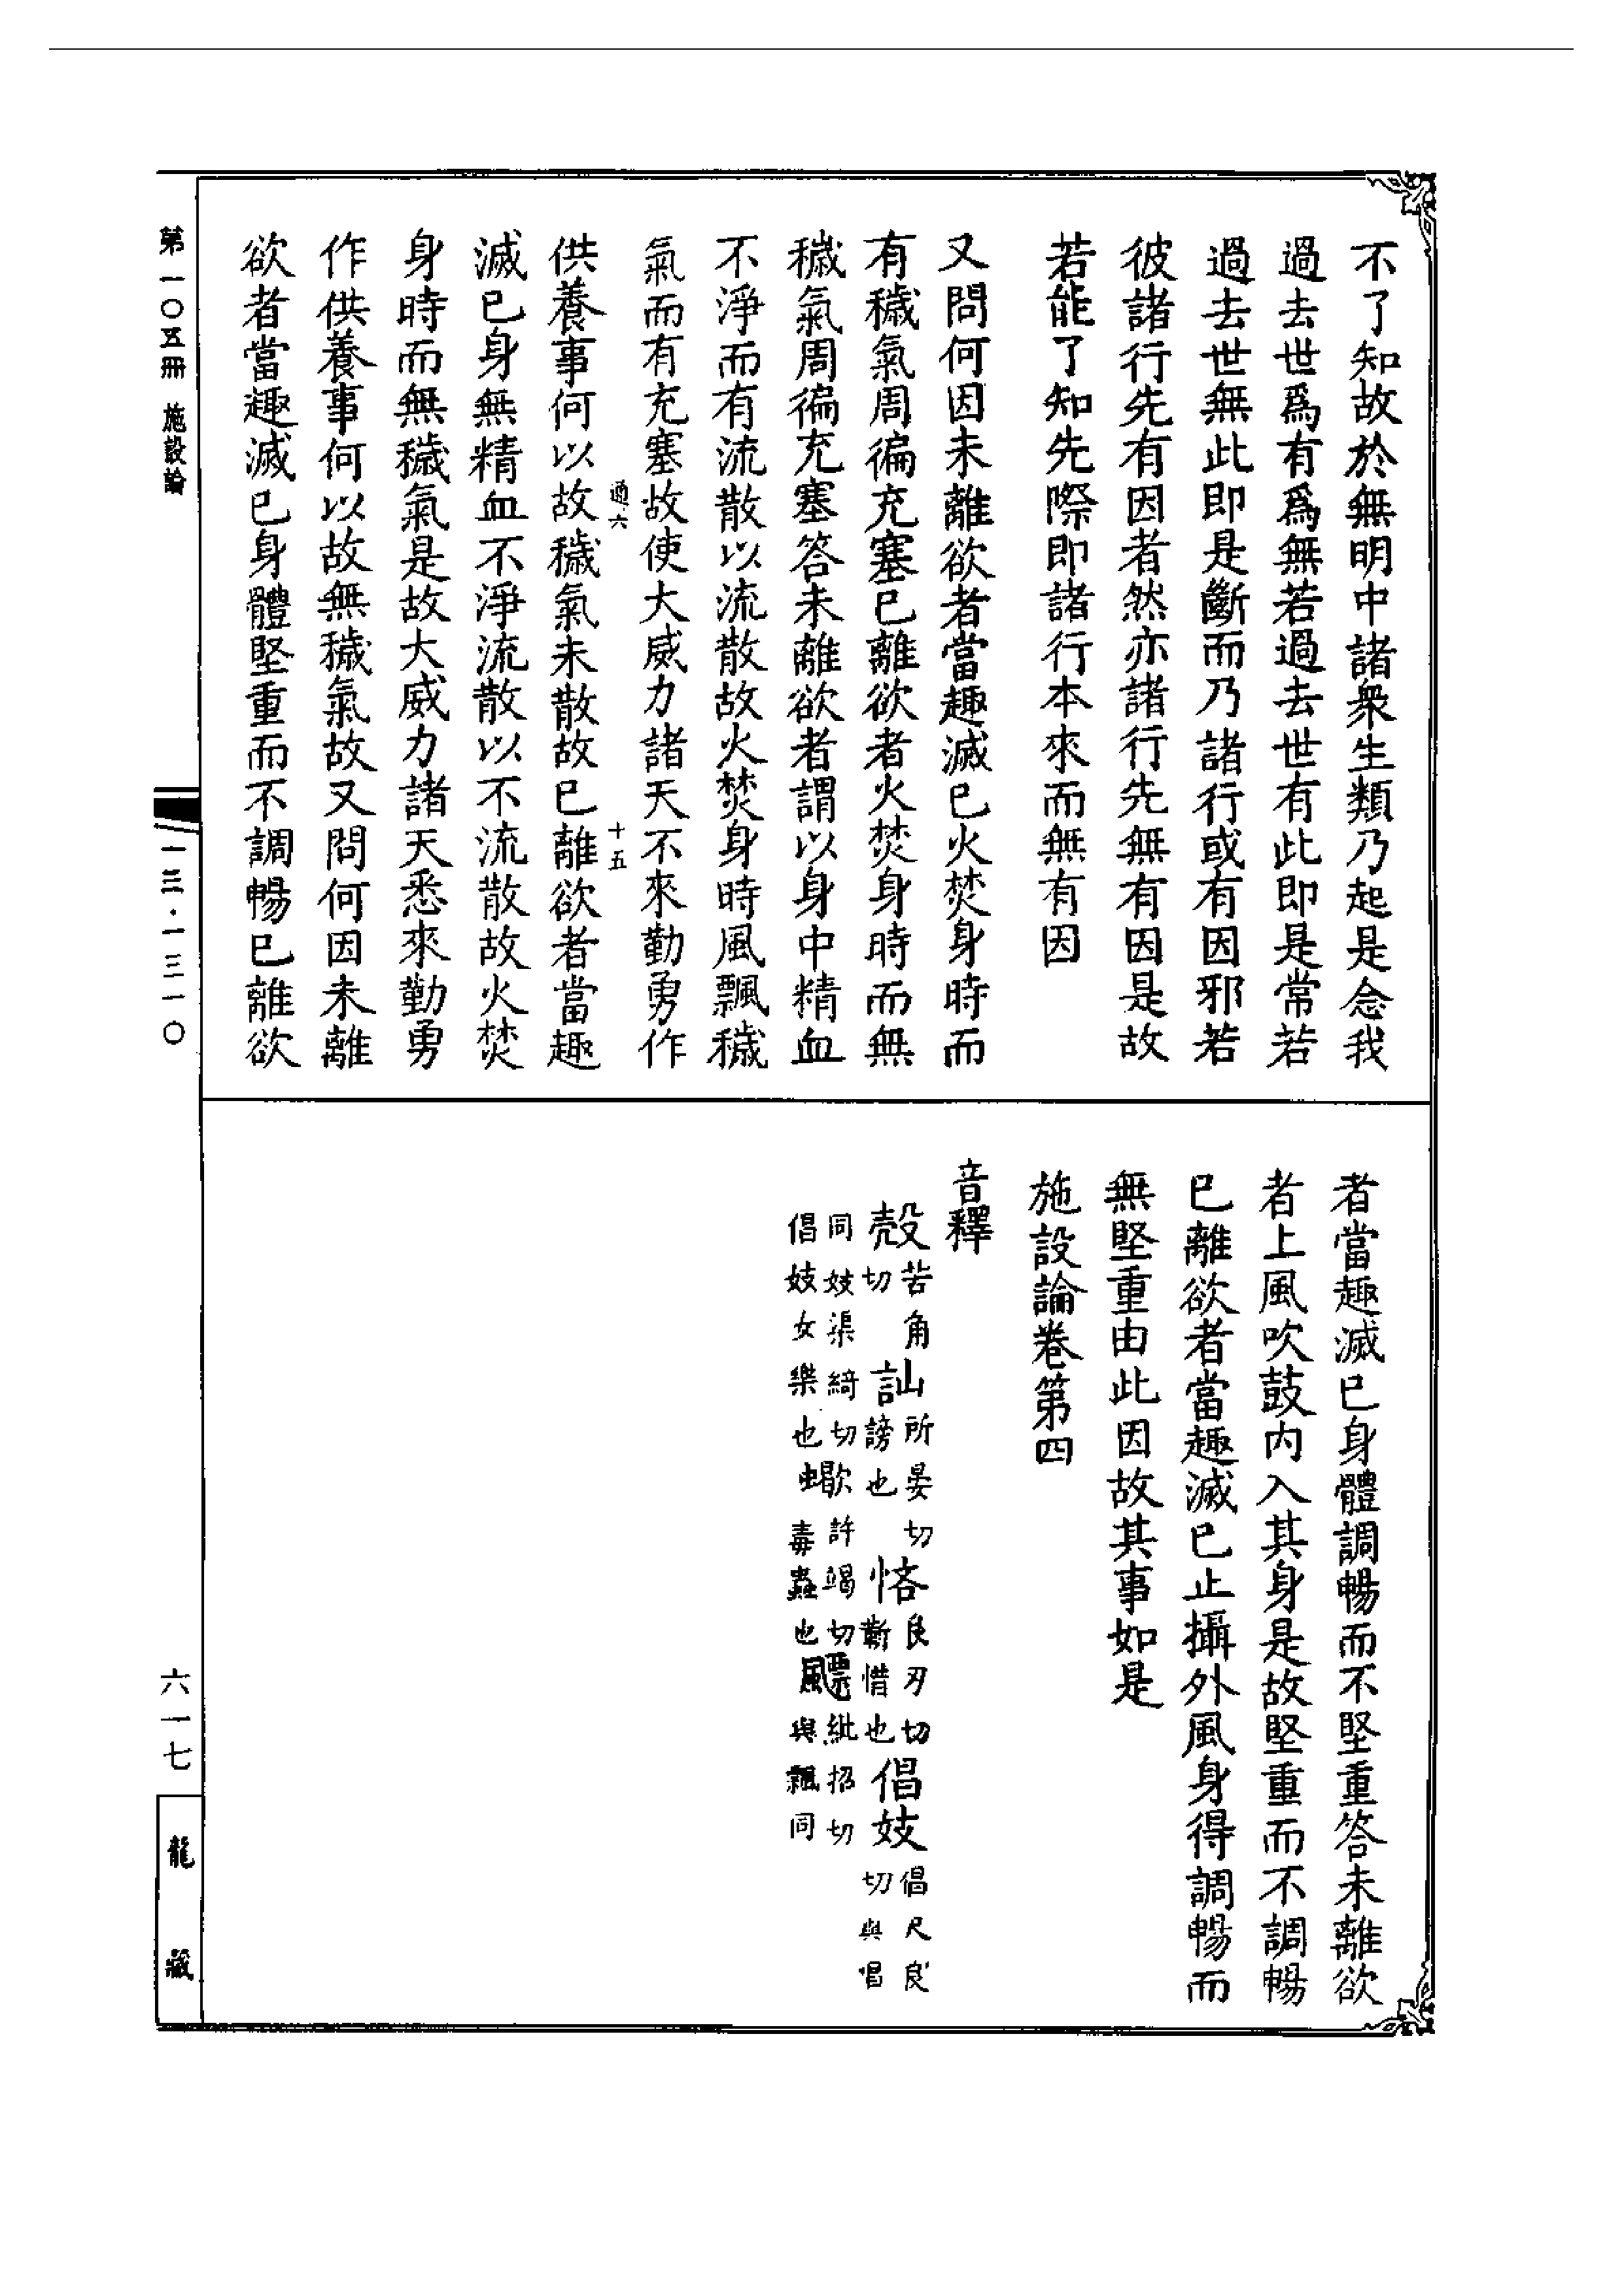 不了知故於無明中諸衆生類乃起是念我
過去世爲有爲無若過去世有此即是常若
過去世無此即是斷而乃諸行或有因邪若
彼諸行先有因者然亦諸行先無有因是故
若能了知先際即諸行本來而無有因
又問何因未離欲者當趣滅已火焚身時而
有穢氣周徧充塞已離欲者火焚身時而無
穢氣周徧充塞答未離欲者謂以身中精血
不淨而有流散以流散故火焚身時風飄穢
氣而有充塞故使大威力諸天不來勤勇作
通六 十五
供養事何以故穢氣未散故已離欲者當趣
滅已身無精血不淨流散以不流散故火焚
身時而無穢氣是故大威力諸天悉來勤勇
作供養事何以故無穢氣故又問何因未離
欲者當趣滅已身體堅重而不調暢已離欲
者當趣滅已身體調暢而不堅重答未離欲
者上風吹鼓内入其身是故堅重而不調暢
已離欲者當趣滅已止攝外風身得調暢而
無堅重由此因故其事如是
施設論卷第四
音釋
殻苦角切 訕所晏切謗也 悋良刃切慳惜也 倡妓倡尺良切與唱
同妓渠綺切倡妓女樂也 蠍許竭切毒蟲也 飃紕招切與飄同
第一〇五冊 施設論
一三·一三一〇
六一七
龍藏